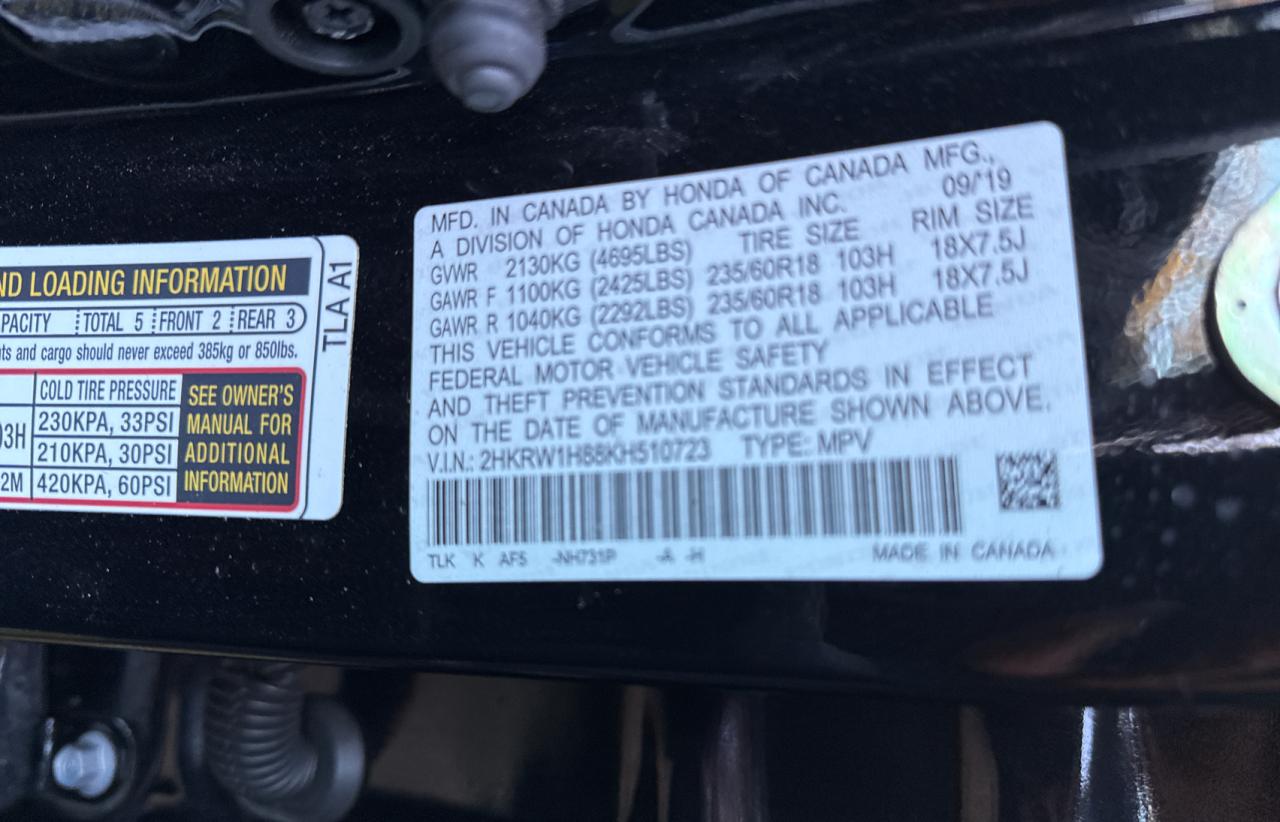 MFD. IN CANADA BY HONDA OF CANADA MFG.,
A DIVISION OF HONDA CANADA INC. 09/'19
GVWR 2130KG (4695LBS) TIRE SIZE RIM SIZE
GAWR F 1100KG (2425LBS) 235/60R18 103H 18X7.5J
GAWR R 1040KG (2292LBS) 235/60R18 103H 18X7.5J
THIS VEHICLE CONFORMS TO ALL APPLICABLE
FEDERAL MOTOR VEHICLE SAFETY
AND THEFT PREVENTION STANDARDS IN EFFECT
ON THE DATE OF MANUFACTURE SHOWN ABOVE.
V.I.N.: 2HKRW1H88KH510723 TYPE: MPV
TLK K AF5 -NH731P -A -H MADE IN CANADA
ND LOADING INFORMATION
PACITY TOTAL 5 FRONT 2 REAR 3
nts and cargo should never exceed 385kg or 850lbs.
COLD TIRE PRESSURE
03H 230KPA, 33PSI
210KPA, 30PSI
2M 420KPA, 60PSI
SEE OWNER'S
MANUAL FOR
ADDITIONAL
INFORMATION
TLA A1